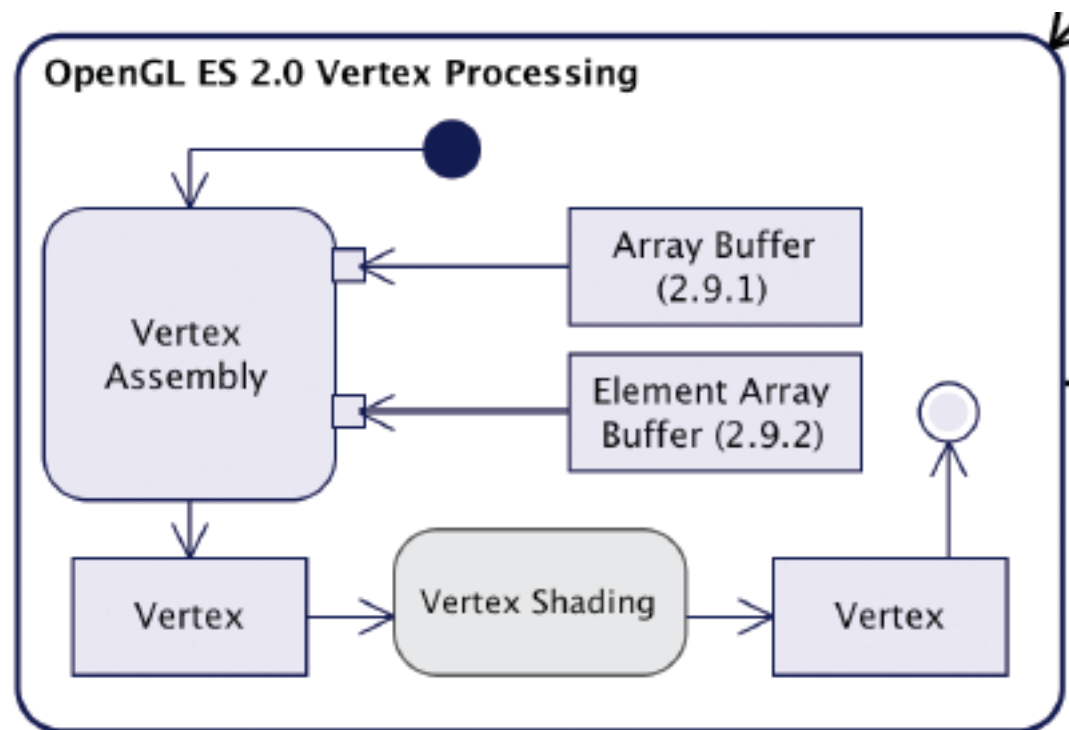 OpenGL ES 2.0 Vertex Processing
Array Buffer
(2.9.1)
Vertex
Assembly
Element Array
Buffer (2.9.2)
Vertex
Vertex Shading
Vertex